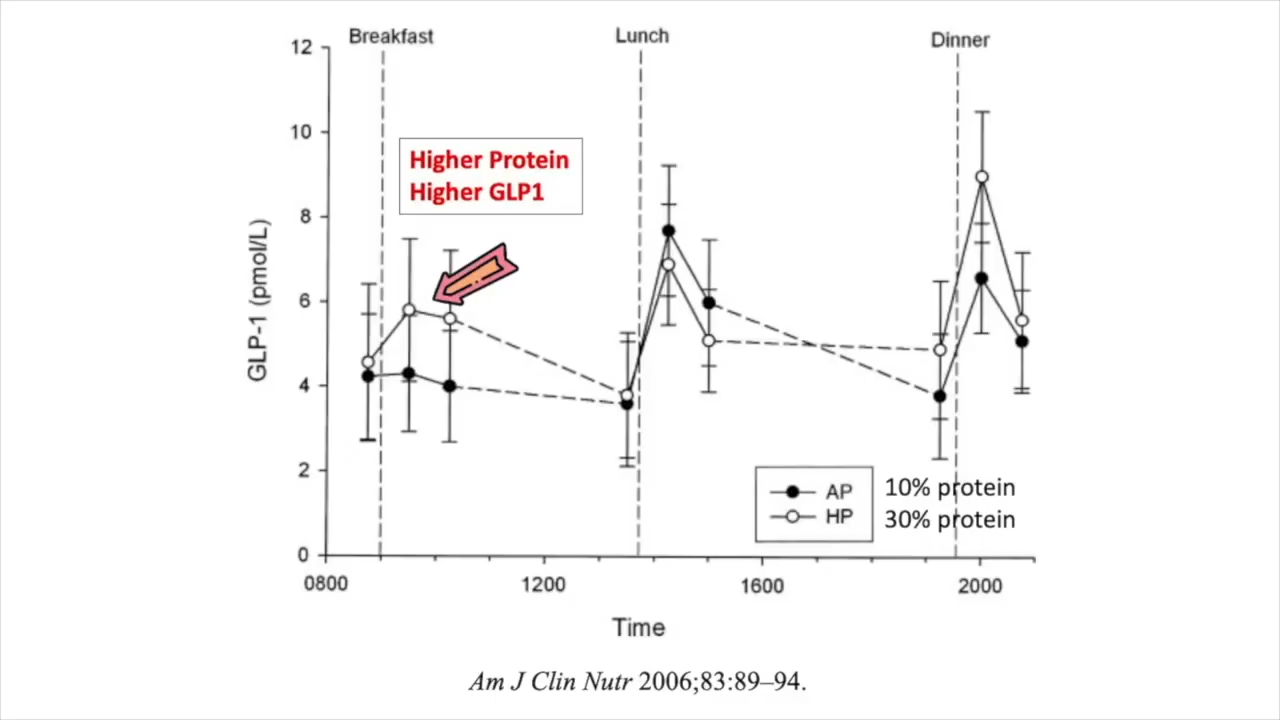 Breakfast
Lunch
Dinner
12
10
8
6
4
2
0
GLP-1 (pmol/L)
Higher Protein
Higher GLP1
AP 10% protein
HP 30% protein
0800 1200 1600 2000
Time
Am J Clin Nutr 2006;83:89–94.